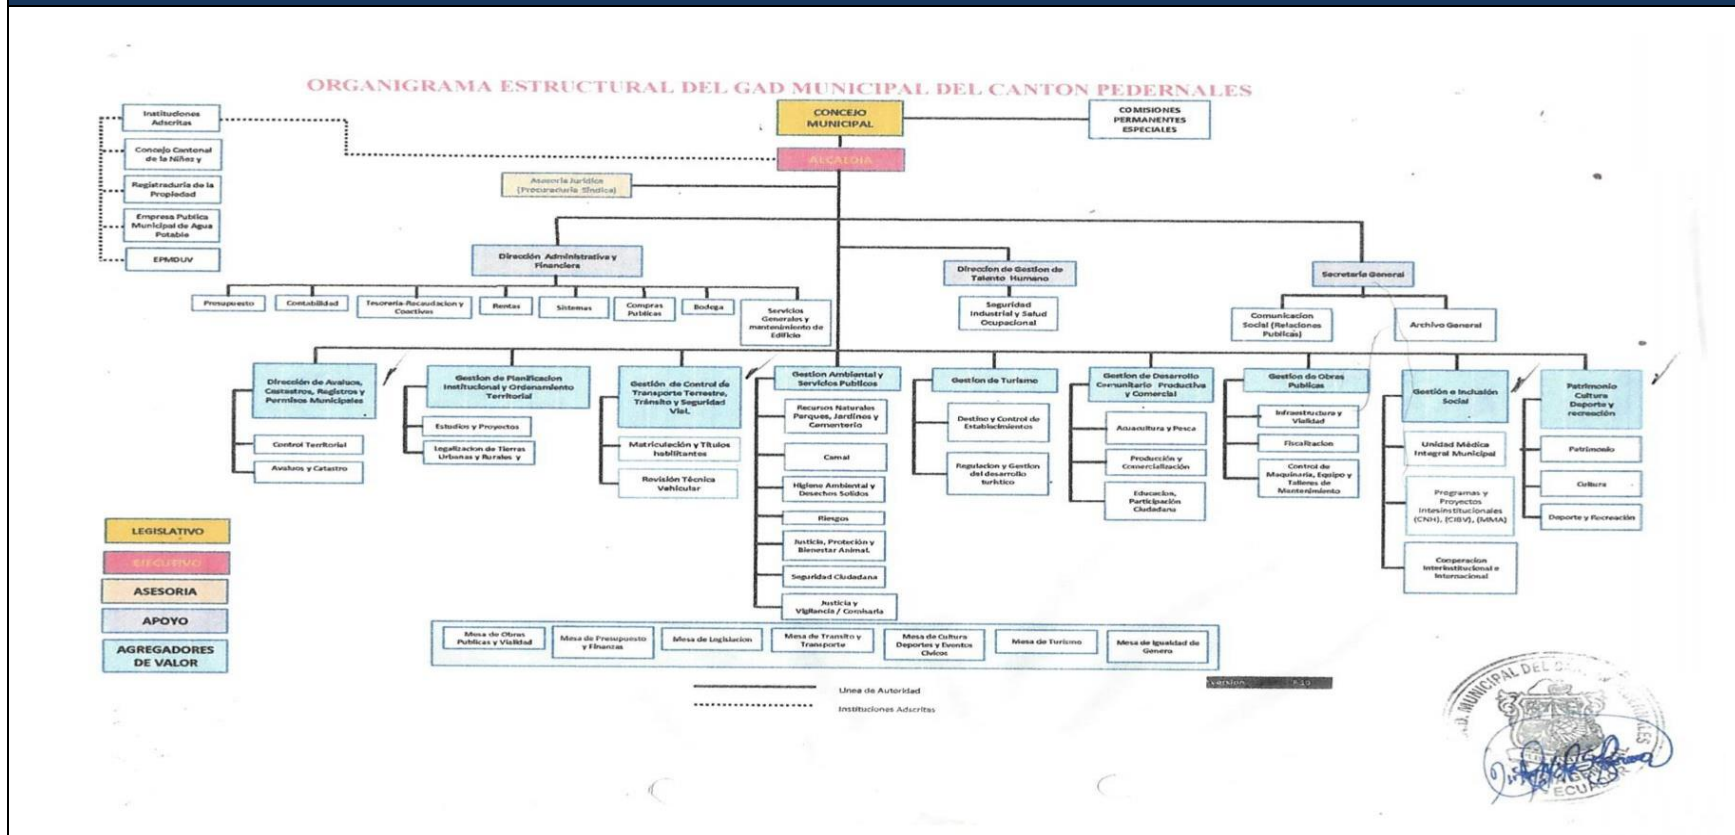 ORGANIGRAMA ESTRUCTURAL DEL GAD MUNICIPAL DEL CANTON PEDERNALES
CONCEJO
MUNICIPAL
COMISIONES
PERMANENTES
ESPECIALES
ALCALDIA
Instituciones
Adscritas
Concejo Cantonal
de la Niñez y
Registraduría de la
Propiedad
Empresa Publica
Municipal de Agua
Potable
EPMDUV
Asesoría Jurídica
(Procuraduría Síndica)
Dirección Administrativa y
Financiera
Direccion de Gestion de
Talento Humano
Secretaría General
Presupuesto
Contabilidad
Tesoreria-Recaudacion y
Coactivas
Rentas
Sistemas
Compras
Publicas
Bodega
Servicios
Generales y
mantenimiento de
Edificio
Seguridad
Industrial y Salud
Ocupacional
Comunicacion
Social (Relaciones
Publicas)
Archivo General
Dirección de Avaluos,
Castastros, Registros y
Permisos Municipales
Control Territorial
Avaluos y Catastro
Gestion de Planificacion
Institucional y Ordenamiento
Territorial
Estudios y Proyectos
Legalizacion de Tierras
Urbanas y Rurales y
Gestión de Control de
Transporte Terrestre,
Tránsito y Seguridad
Vial.
Matriculación y Títulos
habilitantes
Revisión Técnica
Vehicular
Gestion Ambiental y
Servicios Publicos
Recursos Naturales
Parques, Jardines y
Cementerio
Camal
Higiene Ambiental y
Desechos Solidos
Riesgos
Justicia, Proteción y
Bienestar Animal.
Seguridad Ciudadana
Justicia y
Vigilancia / Comisaría
Gestion de Turismo
Destino y Control de
Establecimientos
Regulacion y Gestion
del desarrollo
turístico
Gestion de Desarrollo
Comunitario Productiva
y Comercial
Acuacultura y Pesca
Producción y
Comercialización
Educacion,
Participación
Ciudadana
Gestion de Obras
Publicas
Infraestructura y
Vialidad
Fiscalizacion
Control de
Maquinaria, Equipo y
Talleres de
Mantenimiento
Gestión e Inclusión
Social
Unidad Médica
Integral Municipal
Programas y
Proyectos
Intesinstitucionales
(CNH), (CIBV), (MMA)
Cooperacion
Interinstitucional e
Internacional
Patrimonio
Cultura
Deporte y
recreación
Patrimonio
Cultura
Deporte y Recreación
LEGISLATIVO
EJECUTIVO
ASESORIA
APOYO
AGREGADORES
DE VALOR
Mesa de Obras
Publicas y Vialidad
Mesa de Presupuesto
y Finanzas
Mesa de Legislacion
Mesa de Transito y
Transporte
Mesa de Cultura
Deportes y Eventos
Civicos
Mesa de Turismo
Mesa de Igualdad de
Genero
Linea de Autoridad
Instituciones Adscritas
version
MUNICIPAL DEL
ECUADOR